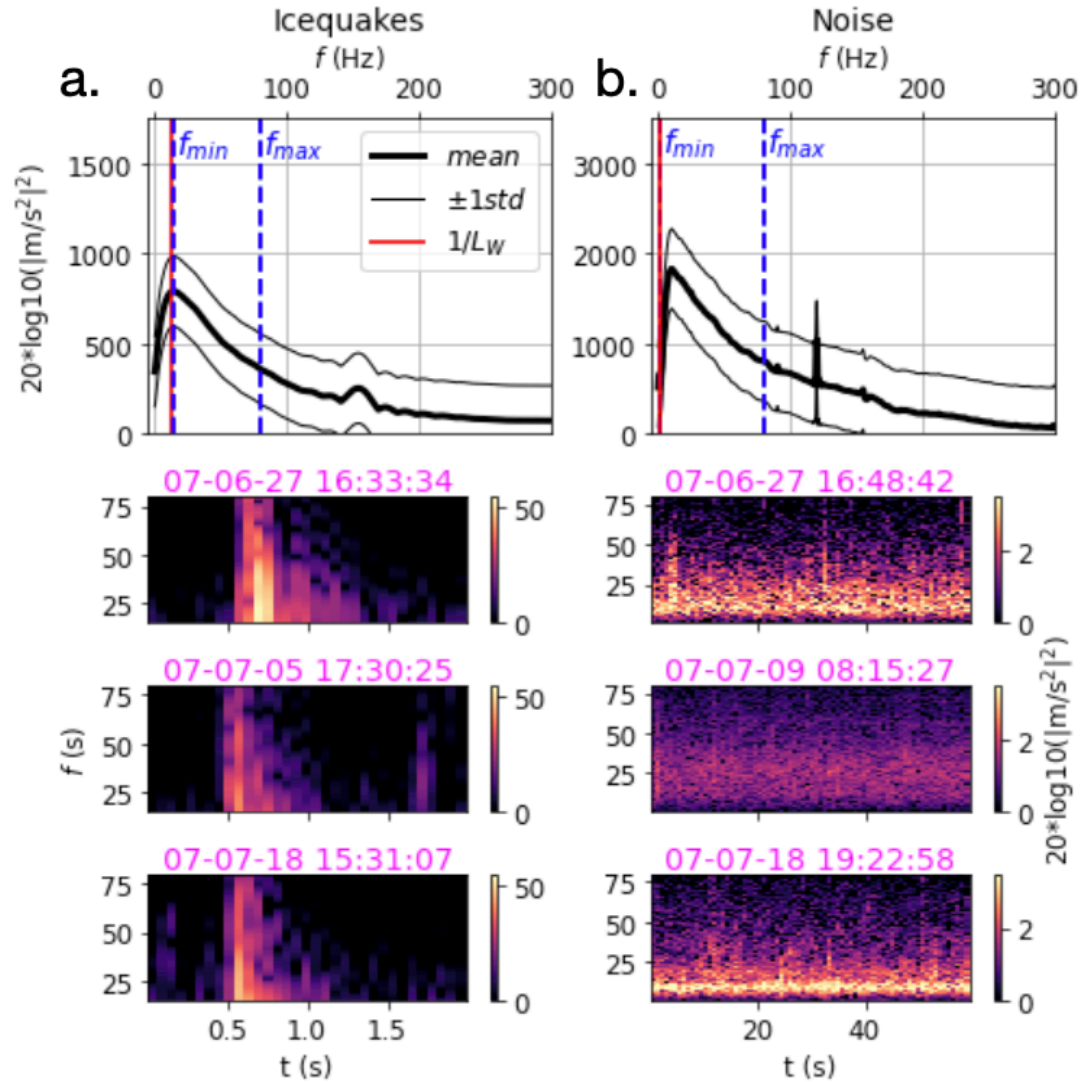 Icequakes
f (Hz)
a.
0 100 200 300
20*log10(|m/s²|²)
1500
1000
500
0
fmin
fmax
mean
±1std
1/LW
Noise
f (Hz)
b.
0 100 200 300
3000
2000
1000
0
fmin
fmax
07-06-27 16:33:34
75
50
25
50
0
07-07-05 17:30:25
f (s)
75
50
25
50
0
07-07-18 15:31:07
75
50
25
50
0
0.5 1.0 1.5
t (s)
07-06-27 16:48:42
75
50
25
2
0
07-07-09 08:15:27
75
50
25
2
0
20*log10(|m/s²|²)
07-07-18 19:22:58
75
50
25
2
0
20 40
t (s)